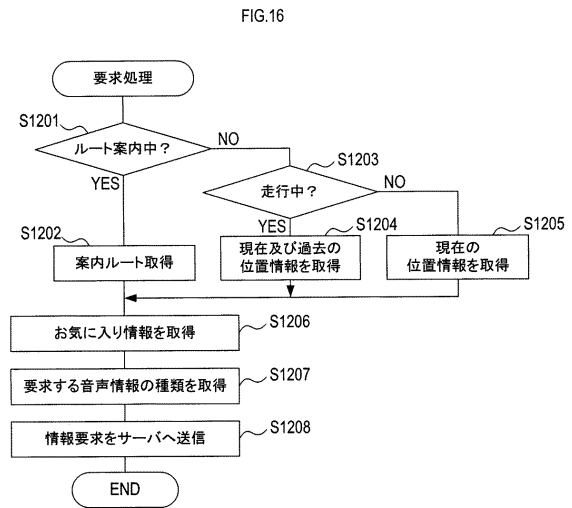 FIG.16
要求処理
S1201
ルート案内中？
NO
YES
S1203
走行中？
NO
YES
S1202
案内ルート取得
S1204
現在及び過去の
位置情報を取得
S1205
現在の
位置情報を取得
お気に入り情報を取得
S1206
要求する音声情報の種類を取得
S1207
情報要求をサーバへ送信
S1208
END